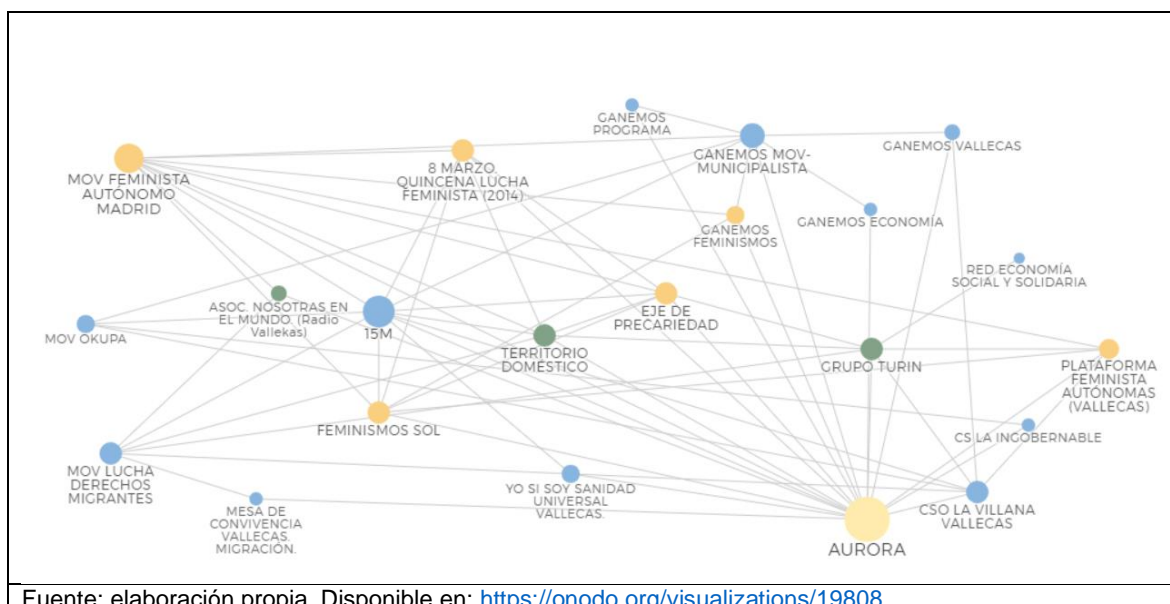 GANEMOS
PROGRAMA
GANEMOS MOV-
MUNICIPALISTA
GANEMOS VALLECAS
MOV FEMINISTA
AUTÓNOMO
MADRID
8 MARZO.
QUINCENA LUCHA
FEMINISTA (2014)
GANEMOS
FEMINISMOS
GANEMOS ECONOMÍA
RED ECONOMÍA
SOCIAL Y SOLIDARIA
ASOC. NOSOTRAS EN
EL MUNDO. (Radio
Vallekas)
MOV OKUPA
15M
EJE DE
PRECARIEDAD
TERRITORIO
DOMÉSTICO
GRUPO TURIN
PLATAFORMA
FEMINISTA
AUTÓNOMAS
(VALLECAS)
FEMINISMOS SOL
CS LA INGOBERNABLE
MOV LUCHA
DERECHOS
MIGRANTES
YO SI SOY SANIDAD
UNIVERSAL
VALLECAS.
CSO LA VILLANA
VALLECAS
MESA DE
CONVIVENCIA
VALLECAS.
MIGRACIÓN.
AURORA
Fuente: elaboración propia. Disponible en: https://onodo.org/visualizations/19808